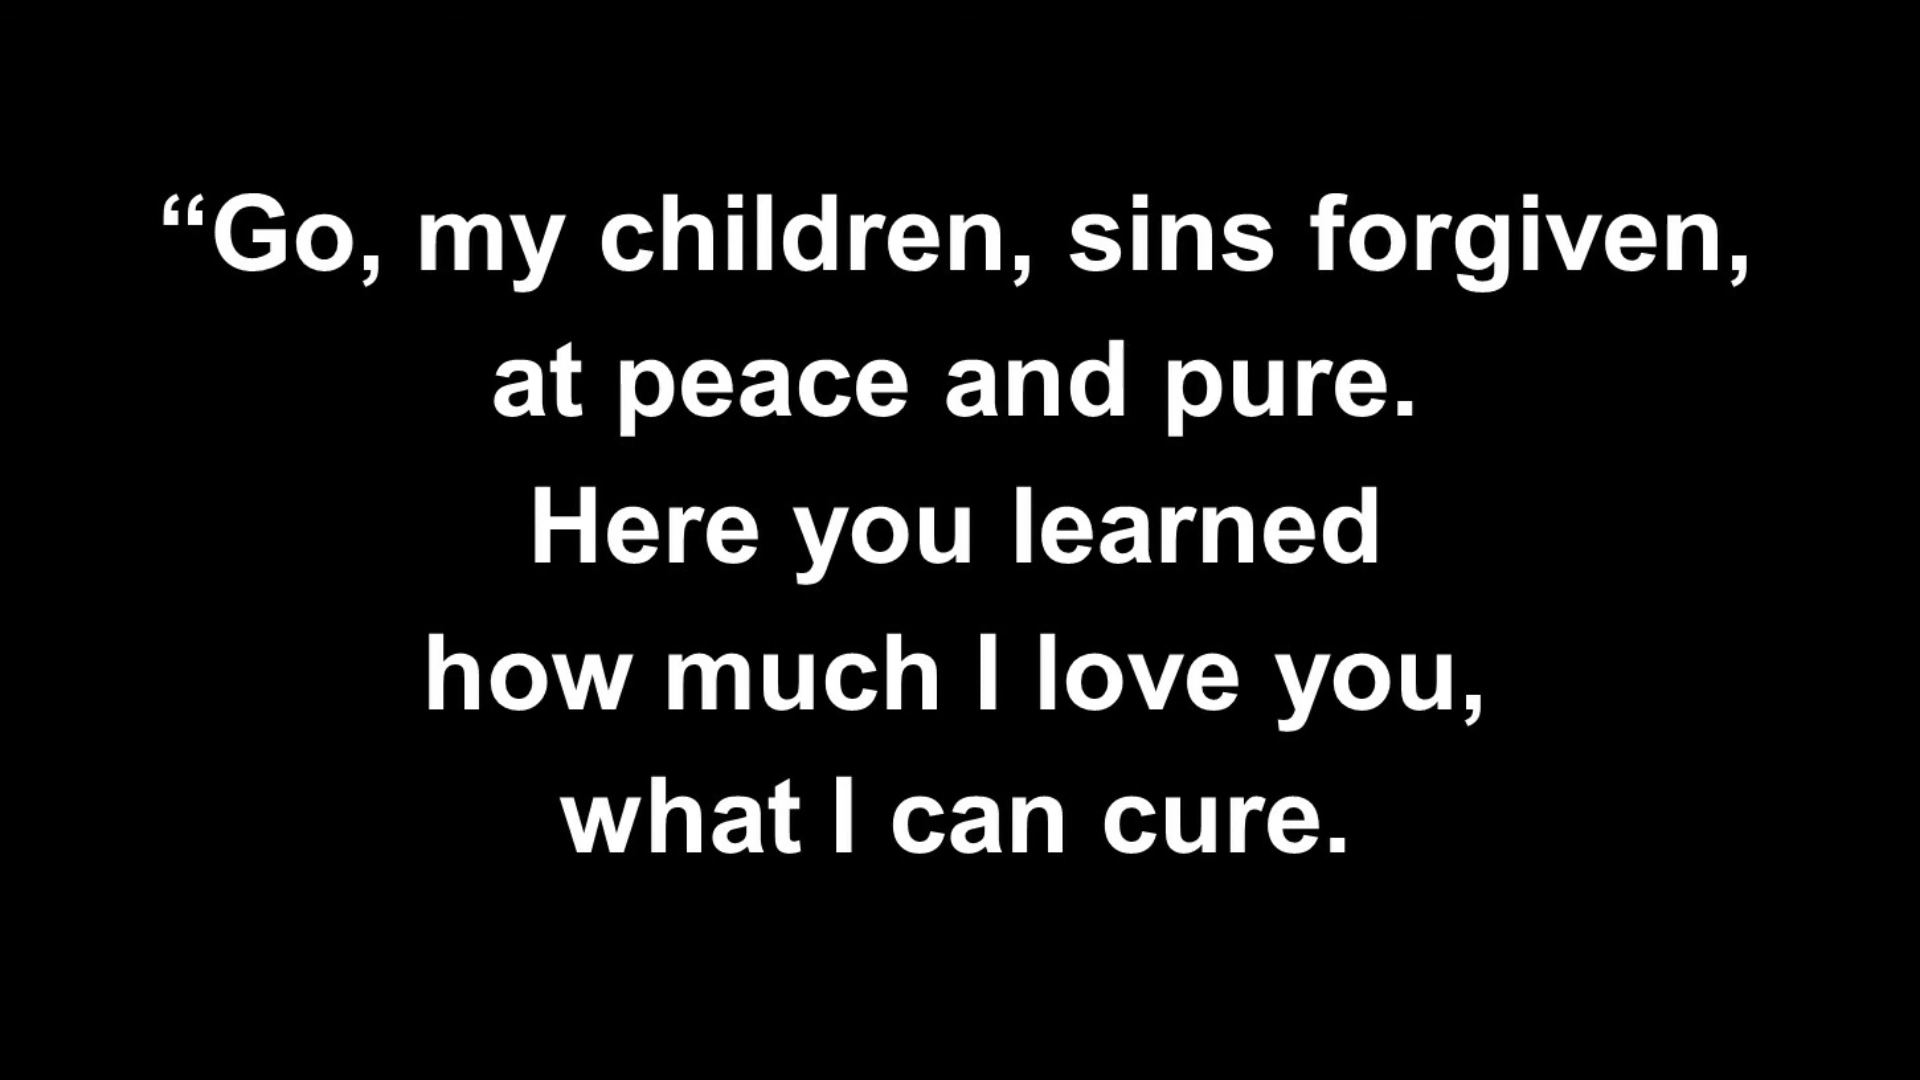 “Go, my children, sins forgiven,
at peace and pure.
Here you learned
how much I love you,
what I can cure.